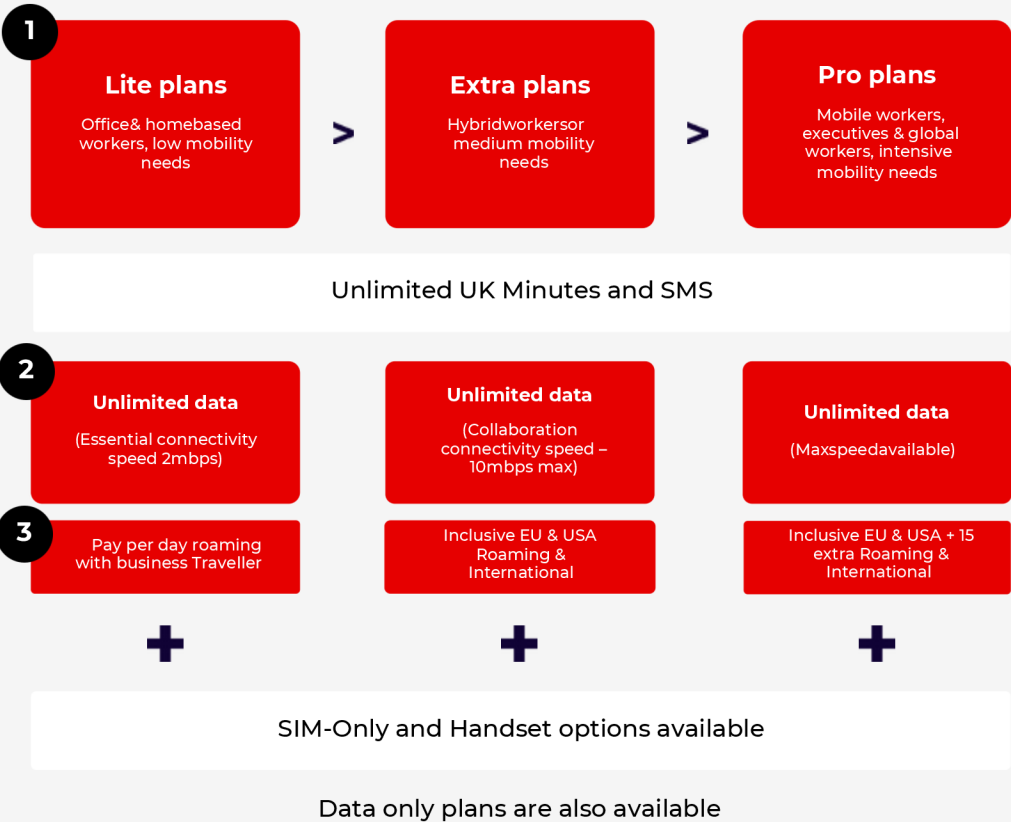 1
Lite plans
Office& homebased
workers, low mobility
needs
>
Extra plans
Hybridworkersor
medium mobility
needs
>
Pro plans
Mobile workers,
executives & global
workers, intensive
mobility needs
Unlimited UK Minutes and SMS
2
Unlimited data
(Essential connectivity
speed 2mbps)
Unlimited data
(Collaboration
connectivity speed –
10mbps max)
Unlimited data
(Maxspeedavailable)
3
Pay per day roaming
with business Traveller
Inclusive EU & USA
Roaming &
International
Inclusive EU & USA + 15
extra Roaming &
International
+
+
+
SIM-Only and Handset options available
Data only plans are also available